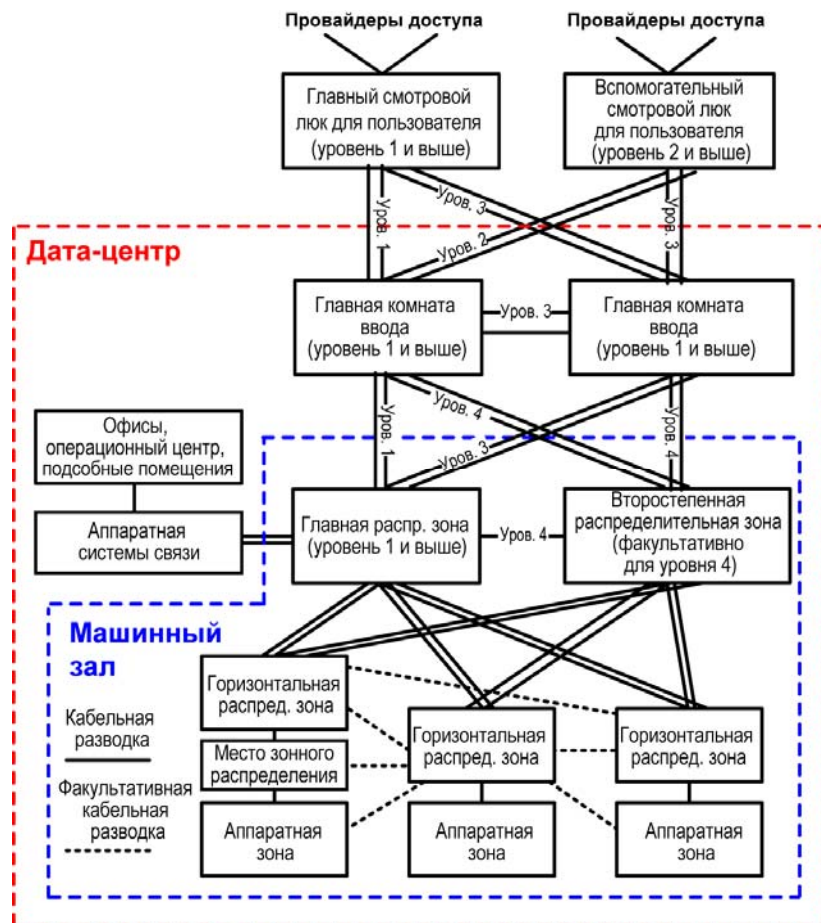 Провайдеры доступа
Провайдеры доступа
Главный смотровой
люк для пользователя
(уровень 1 и выше)
Вспомогательный
смотровой люк
для пользователя
(уровень 2 и выше)
Уров. 1
Уров. 2
Уров. 3
Уров. 3
Дата-центр
Главная комната
ввода
(уровень 1 и выше)
Уров. 3
Главная комната
ввода
(уровень 1 и выше)
Уров. 1
Уров. 4
Уров. 3
Уров. 4
Офисы,
операционный центр,
подсобные помещения
Аппаратная
системы связи
Главная распр. зона
(уровень 1 и выше)
Уров. 4
Второстепенная
распределительная зона
(факультативно
для уровня 4)
Машинный
зал
Горизонтальная
распред. зона
Место зонного
распределения
Аппаратная
зона
Горизонтальная
распред. зона
Аппаратная
зона
Горизонтальная
распред. зона
Аппаратная
зона
Кабельная
разводка
Факультативная
кабельная
разводка